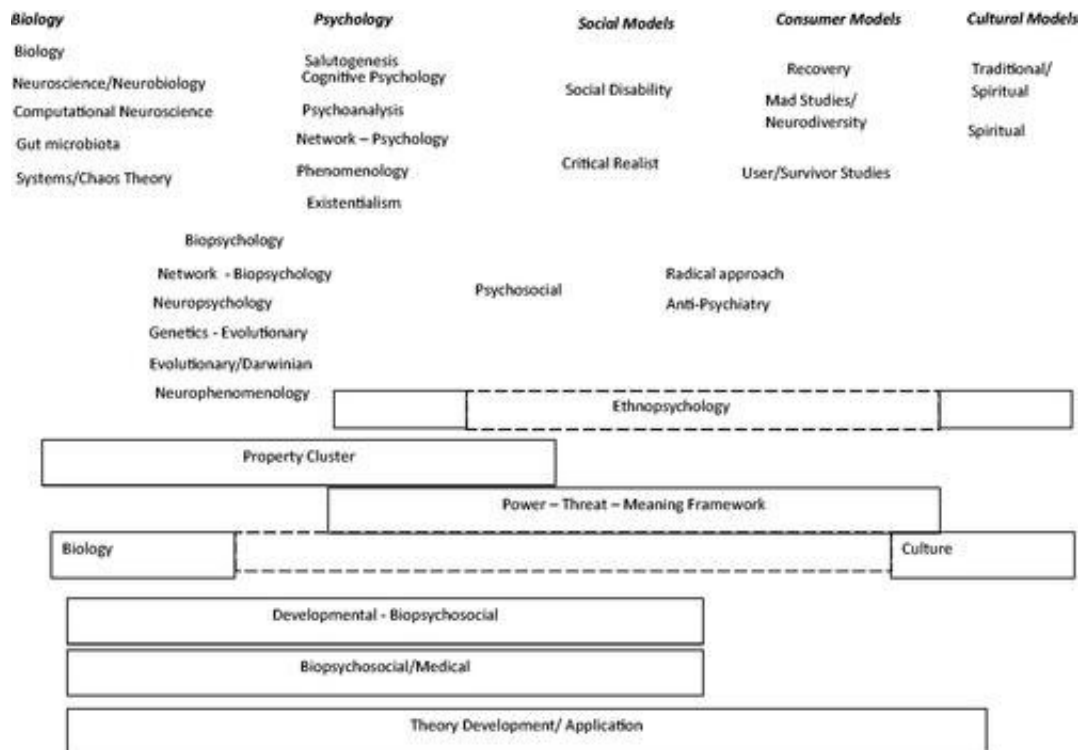 Biology
Psychology
Social Models
Consumer Models
Cultural Models
Biology
Neuroscience/Neurobiology
Computational Neuroscience
Gut microbiota
Systems/Chaos Theory
Salutogenesis
Cognitive Psychology
Psychoanalysis
Network – Psychology
Phenomenology
Existentialism
Social Disability
Critical Realist
Recovery
Mad Studies/
Neurodiversity
User/Survivor Studies
Traditional/
Spiritual
Spiritual
Biopsychology
Network - Biopsychology
Neuropsychology
Genetics - Evolutionary
Evolutionary/Darwinian
Neurophenomenology
Psychosocial
Radical approach
Anti-Psychiatry
Ethnopsychology
Property Cluster
Power – Threat – Meaning Framework
Biology
Culture
Developmental - Biopsychosocial
Biopsychosocial/Medical
Theory Development/ Application